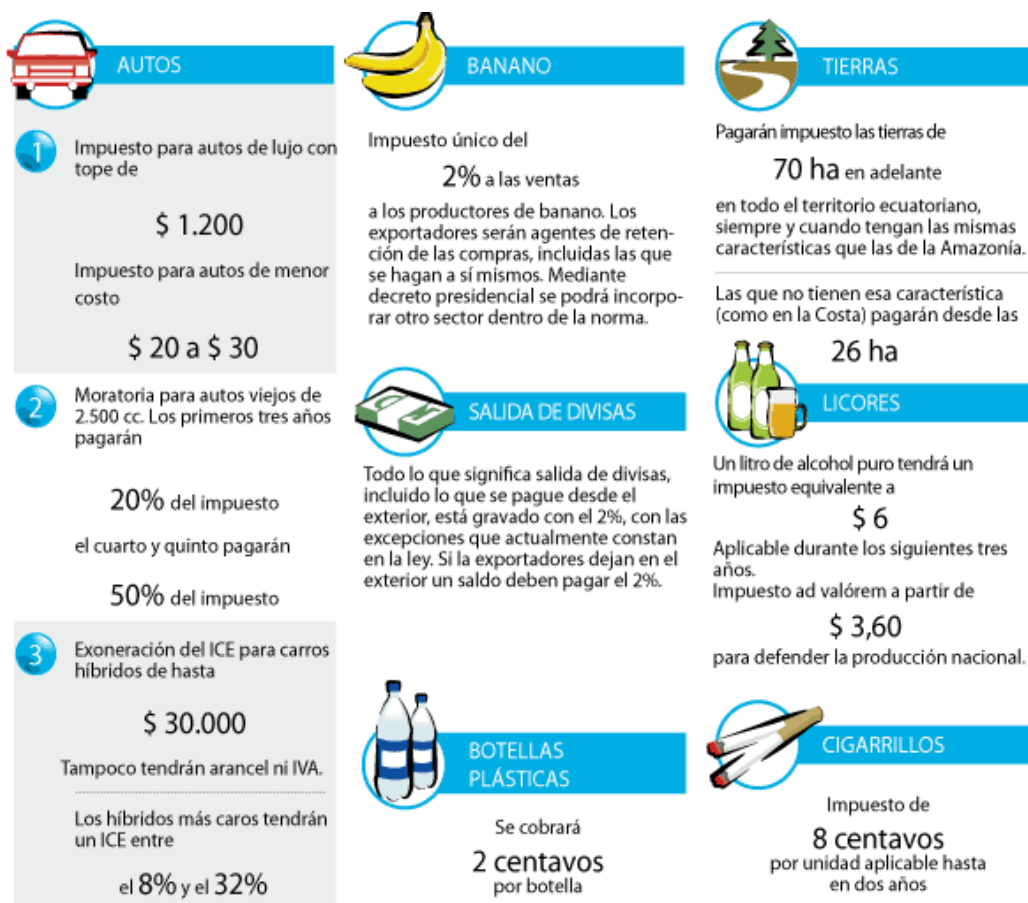 AUTOS
1
Impuesto para autos de lujo con
tope de
$ 1.200
Impuesto para autos de menor
costo
$ 20 a $ 30
2
Moratoria para autos viejos de
2.500 cc. Los primeros tres años
pagarán
20% del impuesto
el cuarto y quinto pagarán
50% del impuesto
3
Exoneración del ICE para carros
híbridos de hasta
$ 30.000
Tampoco tendrán arancel ni IVA.
Los híbridos más caros tendrán
un ICE entre
el 8% y el 32%
BANANO
Impuesto único del
2% a las ventas
a los productores de banano. Los
exportadores serán agentes de reten-
ción de las compras, incluidas las que
se hagan a sí mismos. Mediante
decreto presidencial se podrá incorpo-
rar otro sector dentro de la norma.
SALIDA DE DIVISAS
Todo lo que significa salida de divisas,
incluido lo que se pague desde el
exterior, está gravado con el 2%, con las
excepciones que actualmente constan
en la ley. Si la exportadores dejan en el
exterior un saldo deben pagar el 2%.
BOTELLAS
PLÁSTICAS
Se cobrará
2 centavos
por botella
TIERRAS
Pagarán impuesto las tierras de
70 ha en adelante
en todo el territorio ecuatoriano,
siempre y cuando tengan las mismas
características que las de la Amazonía.
Las que no tienen esa característica
(como en la Costa) pagarán desde las
26 ha
LICORES
Un litro de alcohol puro tendrá un
impuesto equivalente a
$ 6
Aplicable durante los siguientes tres
años.
Impuesto ad valórem a partir de
$ 3,60
para defender la producción nacional.
CIGARRILLOS
Impuesto de
8 centavos
por unidad aplicable hasta
en dos años